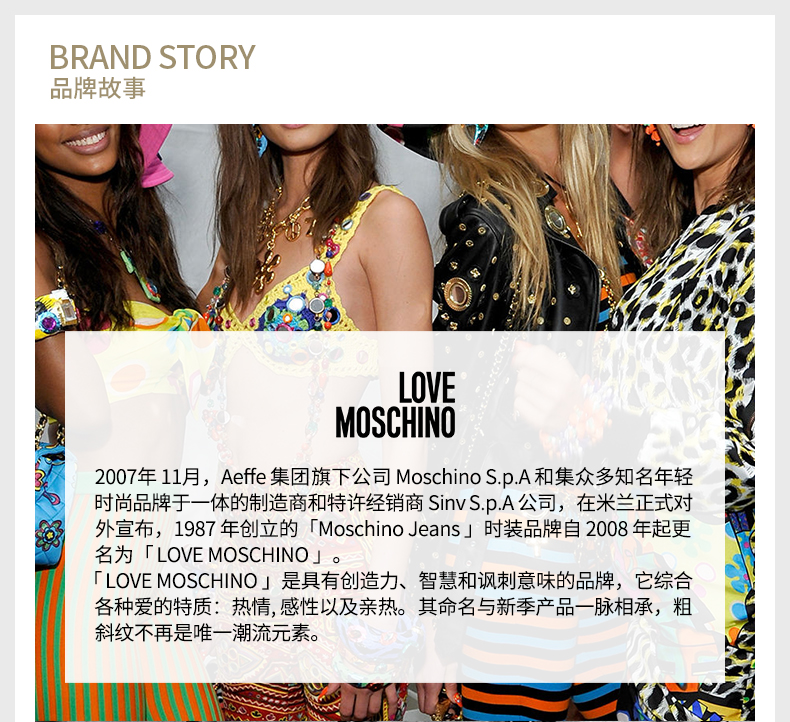 BRAND STORY
品牌故事
LOVE
MOSCHINO
2007年 11月，Aeffe 集团旗下公司 Moschino S.p.A 和集众多知名年轻
时尚品牌于一体的制造商和特许经销商 Sinv S.p.A 公司，在米兰正式对
外宣布，1987 年创立的「Moschino Jeans」时装品牌自 2008 年起更
名为「 LOVE MOSCHINO 」。
「 LOVE MOSCHINO 」是具有创造力、智慧和讽刺意味的品牌，它综合
各种爱的特质：热情, 感性以及亲热。其命名与新季产品一脉相承，粗
斜纹不再是唯一潮流元素。